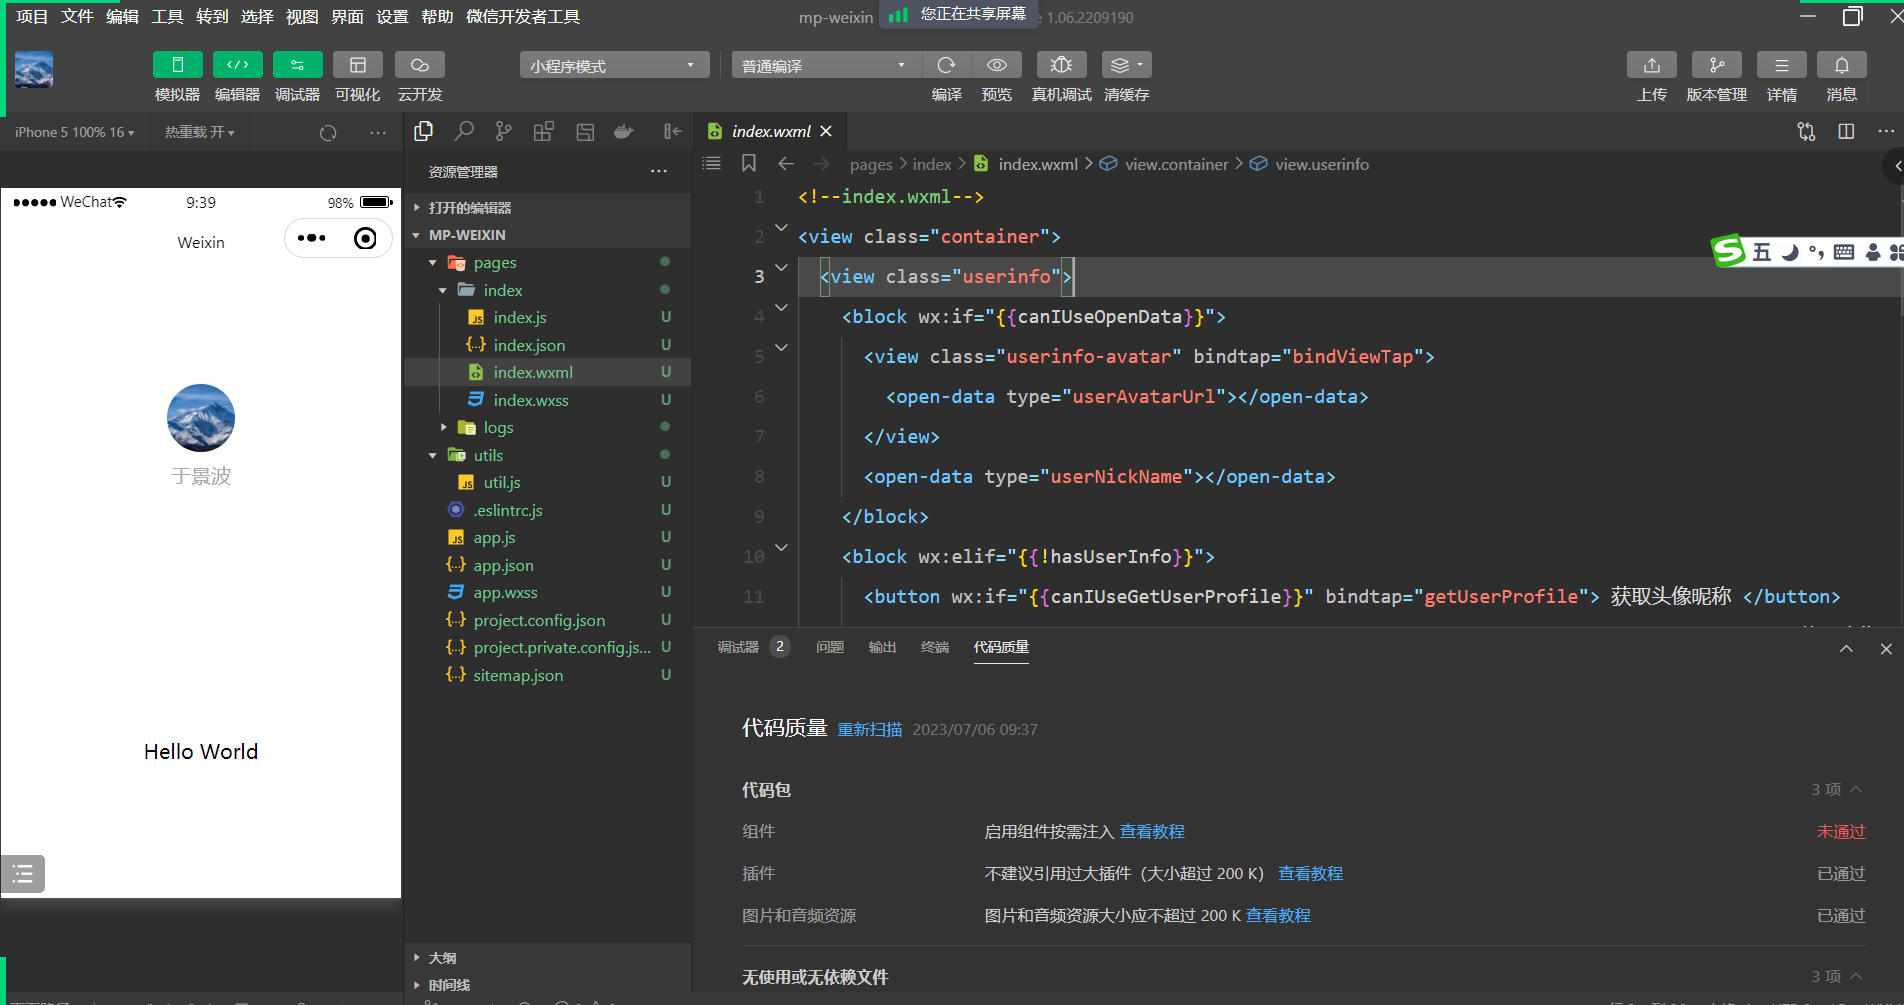 项目 文件 编辑 工具 转到 选择 视图 界面 设置 帮助 微信开发者工具
mp-weixin
您正在共享屏幕
1.06.2209190
小程序模式
普通编译
模拟器 编辑器 调试器 可视化 云开发
编译 预览 真机调试 清缓存
上传 版本管理 详情 消息
iPhone 5 100% 16
热重载 开
WeChat
9:39
98%
Weixin
于景波
Hello World
资源管理器
打开的编辑器
MP-WEIXIN
pages
index
index.js U
index.json U
index.wxml U
index.wxss U
logs
utils
util.js U
.eslintrc.js U
app.js U
app.json U
app.wxss U
project.config.json U
project.private.config.js... U
sitemap.json U
大纲
时间线
index.wxml
pages > index > index.wxml > view.container > view.userinfo
五
1 <!--index.wxml-->
2 <view class="container">
3 <view class="userinfo">
4 <block wx:if="{{canIUseOpenData}}">
5 <view class="userinfo-avatar" bindtap="bindViewTap">
6 <open-data type="userAvatarUrl"></open-data>
7 </view>
8 <open-data type="userNickName"></open-data>
9 </block>
10 <block wx:elif="{{!hasUserInfo}}">
11 <button wx:if="{{canIUseGetUserProfile}}" bindtap="getUserProfile"> 获取头像昵称 </button>
调试器 2 问题 输出 终端 代码质量
代码质量 重新扫描 2023/07/06 09:37
代码包 3 项
组件 启用组件按需注入 查看教程 未通过
插件 不建议引用过大插件（大小超过 200 K） 查看教程 已通过
图片和音频资源 图片和音频资源大小应不超过 200 K 查看教程 已通过
无使用或无依赖文件 3 项